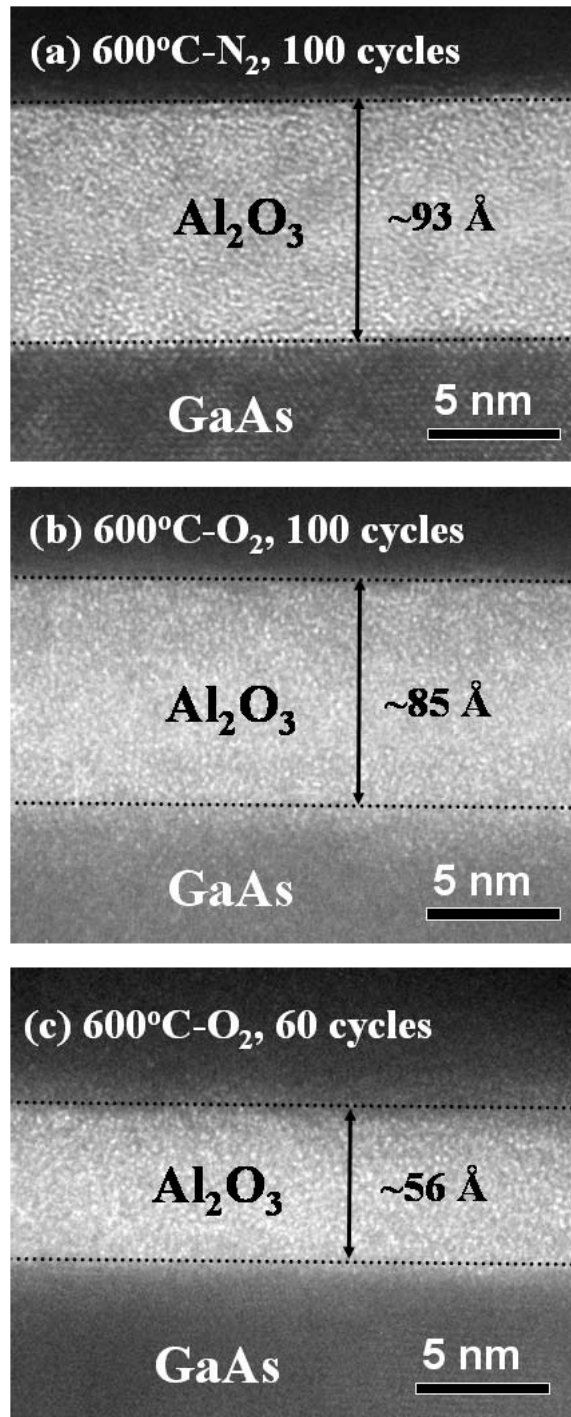 (a) 600°C-N₂, 100 cycles
Al₂O₃
~93 Å
GaAs
5 nm
(b) 600°C-O₂, 100 cycles
Al₂O₃
~85 Å
GaAs
5 nm
(c) 600°C-O₂, 60 cycles
Al₂O₃
~56 Å
GaAs
5 nm